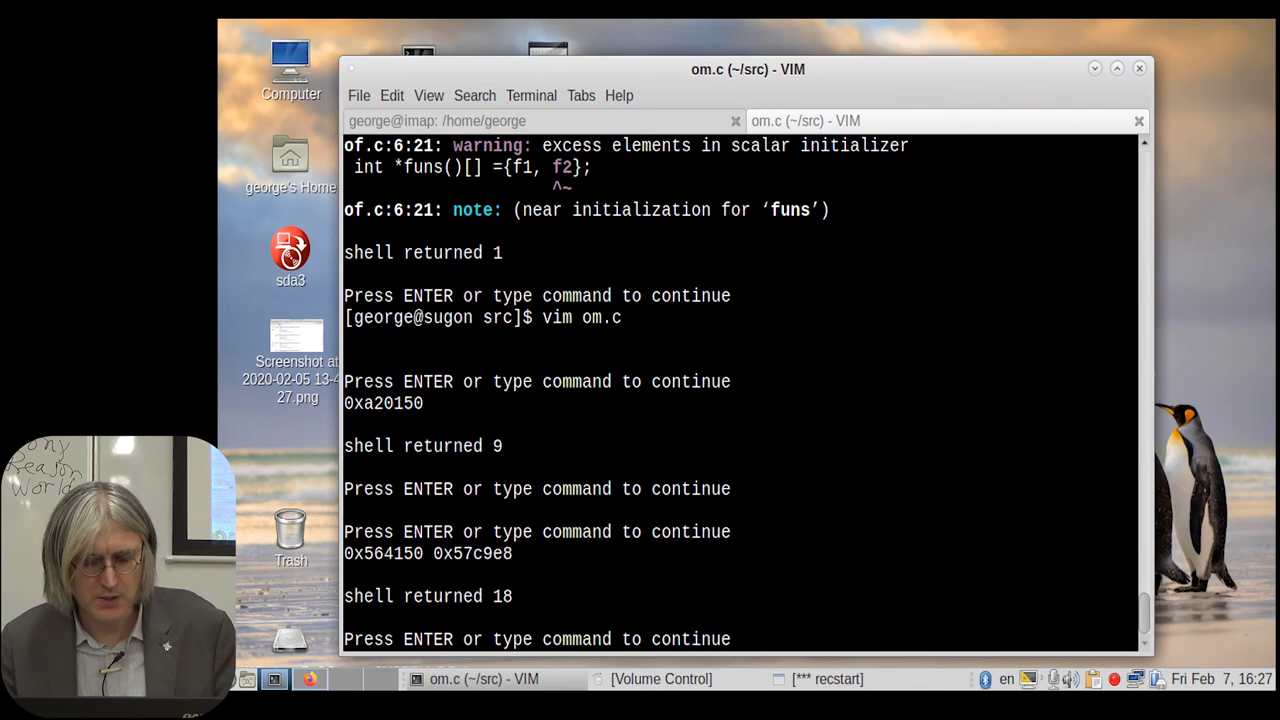 Computer
george's Home
sda3
Screenshot at
2020-02-05 13-4
27.png
Trash
om.c (~/src) - VIM
File Edit View Search Terminal Tabs Help
george@imap: /home/george
om.c (~/src) - VIM
of.c:6:21: warning: excess elements in scalar initializer
int *funs()[] ={f1, f2};
^~
of.c:6:21: note: (near initialization for ‘funs’)
shell returned 1
Press ENTER or type command to continue
[george@sugon src]$ vim om.c
Press ENTER or type command to continue
0xa20150
shell returned 9
Press ENTER or type command to continue
Press ENTER or type command to continue
0x564150 0x57c9e8
shell returned 18
Press ENTER or type command to continue
Reason
World
om.c (~/src) - VIM
[Volume Control]
[*** recstart]
en
Fri Feb 7, 16:27